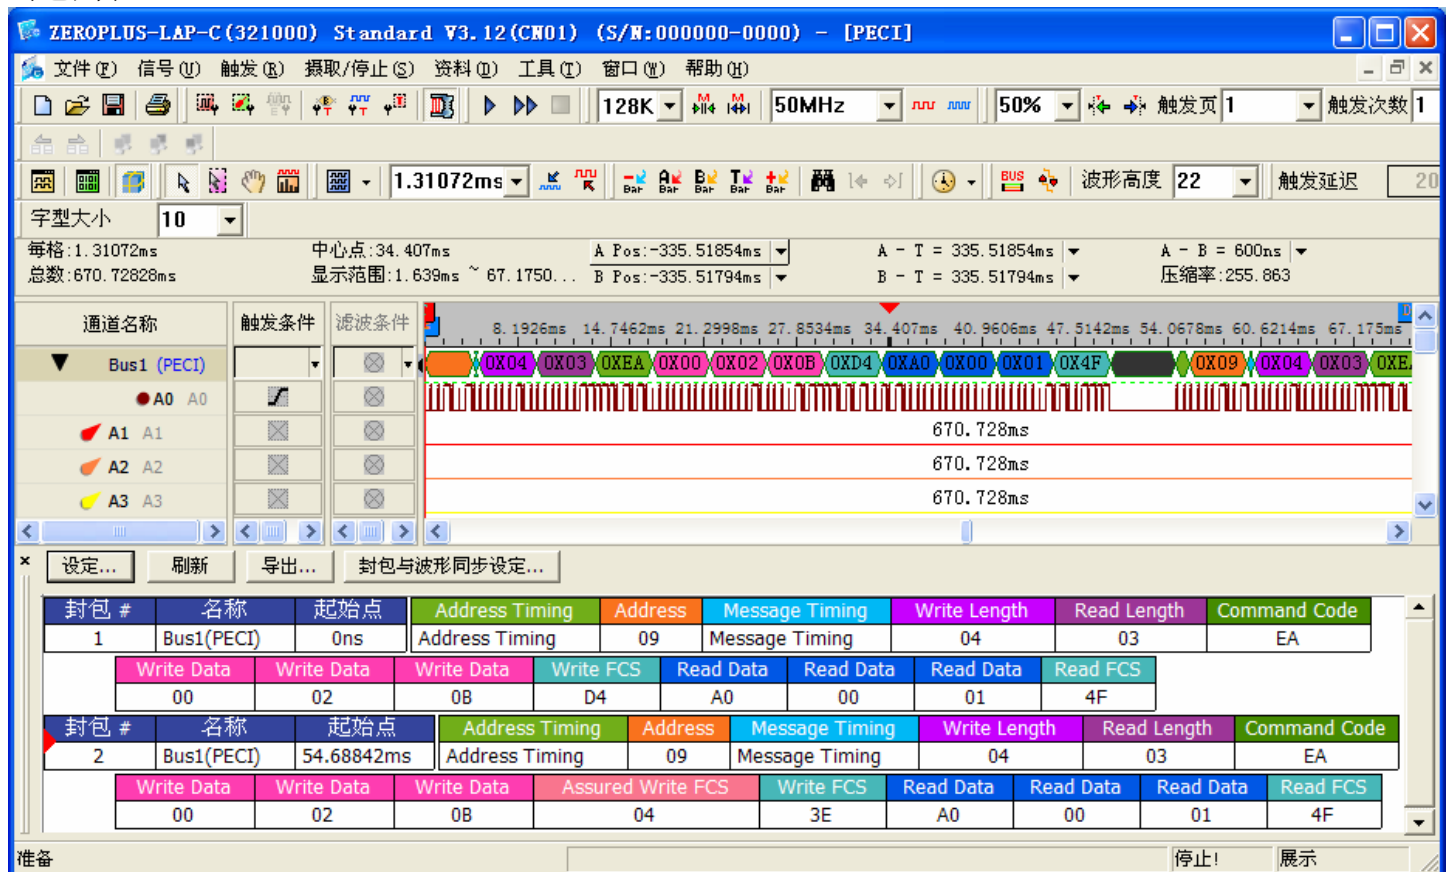 ZEROPLUS-LAP-C(321000) Standard V3.12(CN01) (S/N:000000-0000) - [PECI]
文件(F) 信号(U) 触发(R) 摄取/停止(S) 资料(D) 工具(T) 窗口(W) 帮助(H)
128K 50MHz 50% 触发页 1 触发次数 1
1.31072ms Bar Bar Bar Bar Bar BUS 波形高度 22 触发延迟 20
字型大小 10
每格:1.31072ms 中心点:34.407ms A Pos:-335.51854ms A - T = 335.51854ms A - B = 600ns
总数:670.72828ms 显示范围:1.639ms ~ 67.1750... B Pos:-335.51794ms B - T = 335.51794ms 压缩率:255.863
通道名称 触发条件 滤波条件 8.1926ms 14.7462ms 21.2998ms 27.8534ms 34.407ms 40.9606ms 47.5142ms 54.0678ms 60.6214ms 67.175ms
Bus1 (PECI) 0X04 0X03 0XEA 0X00 0X02 0X0B 0XD4 0XA0 0X00 0X01 0X4F 0X09 0X04 0X03 0XE
A0 A0
A1 A1 670.728ms
A2 A2 670.728ms
A3 A3 670.728ms
设定... 刷新 导出... 封包与波形同步设定...
封包 # 名称 起始点 Address Timing Address Message Timing Write Length Read Length Command Code
1 Bus1(PECI) 0ns Address Timing 09 Message Timing 04 03 EA
Write Data Write Data Write Data Write FCS Read Data Read Data Read Data Read FCS
00 02 0B D4 A0 00 01 4F
封包 # 名称 起始点 Address Timing Address Message Timing Write Length Read Length Command Code
2 Bus1(PECI) 54.68842ms Address Timing 09 Message Timing 04 03 EA
Write Data Write Data Write Data Assured Write FCS Write FCS Read Data Read Data Read Data Read FCS
00 02 0B 04 3E A0 00 01 4F
准备 停止! 展示